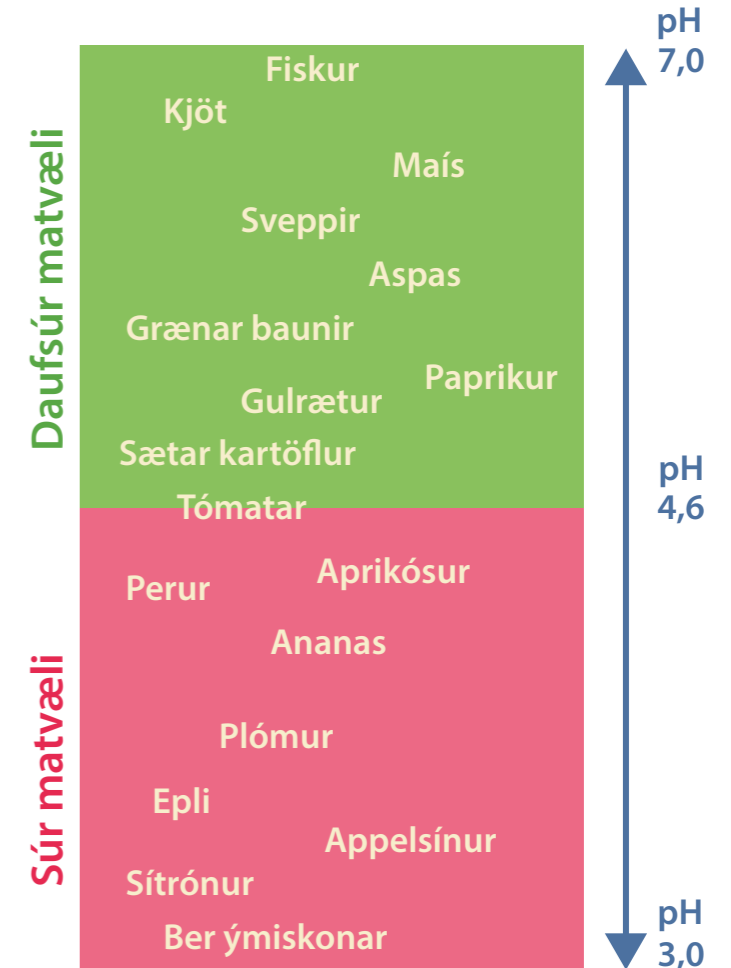 pH
7,0
Fiskur
Kjöt
Maís
Sveppir
Aspas
Grænar baunir
Paprikur
Gulrætur
Sætar kartöflur
Tómatar
Daufsúr matvæli
pH
4,6
Aprikósur
Perur
Ananas
Plómur
Epli
Appelsínur
Sítrónur
Ber ýmiskonar
Súr matvæli
pH
3,0